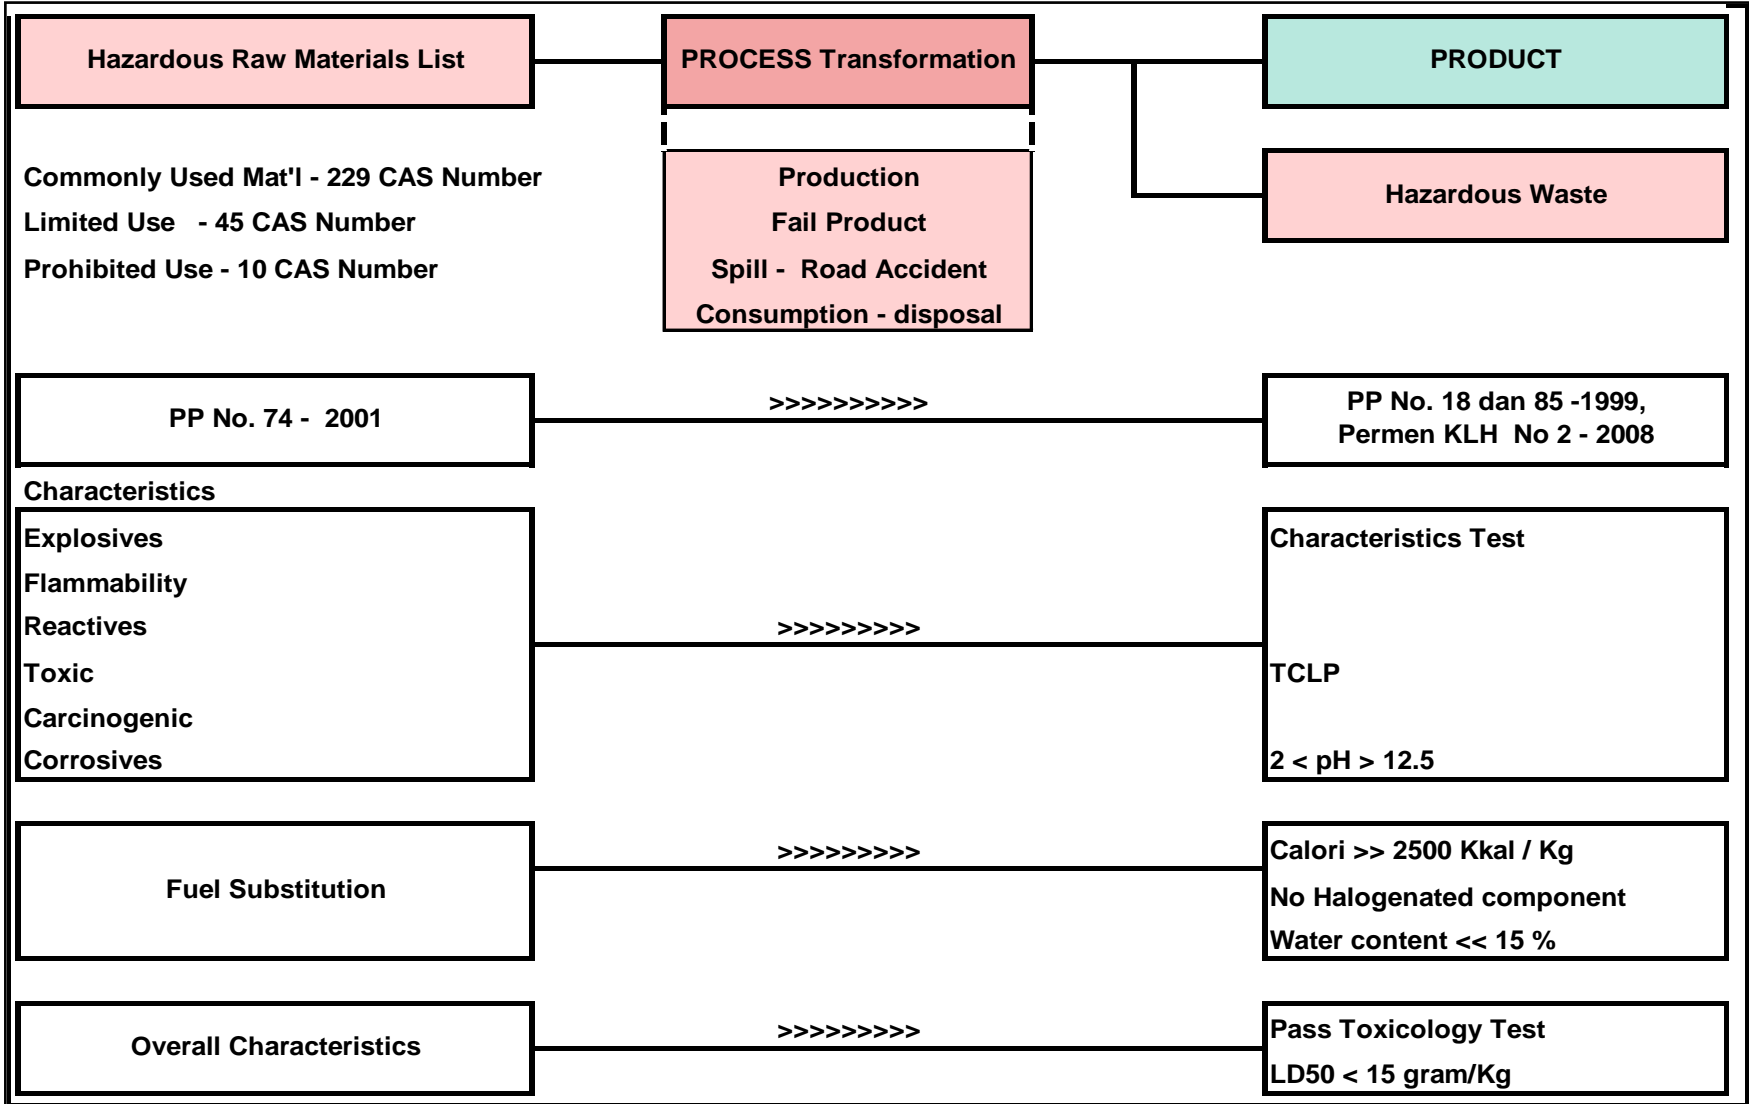 Hazardous Raw Materials List
PROCESS Transformation
PRODUCT
Commonly Used Mat'l - 229 CAS Number
Limited Use - 45 CAS Number
Prohibited Use - 10 CAS Number
Production
Fail Product
Spill - Road Accident
Consumption - disposal
Hazardous Waste
PP No. 74 - 2001
>>>>>>>>>>
PP No. 18 dan 85 -1999,
Permen KLH No 2 - 2008
Characteristics
Explosives
Flammability
Reactives
Toxic
Carcinogenic
Corrosives
>>>>>>>>>
Characteristics Test
TCLP
2 < pH > 12.5
Fuel Substitution
>>>>>>>>>
Calori >> 2500 Kkal / Kg
No Halogenated component
Water content << 15 %
Overall Characteristics
>>>>>>>>>
Pass Toxicology Test
LD50 < 15 gram/Kg